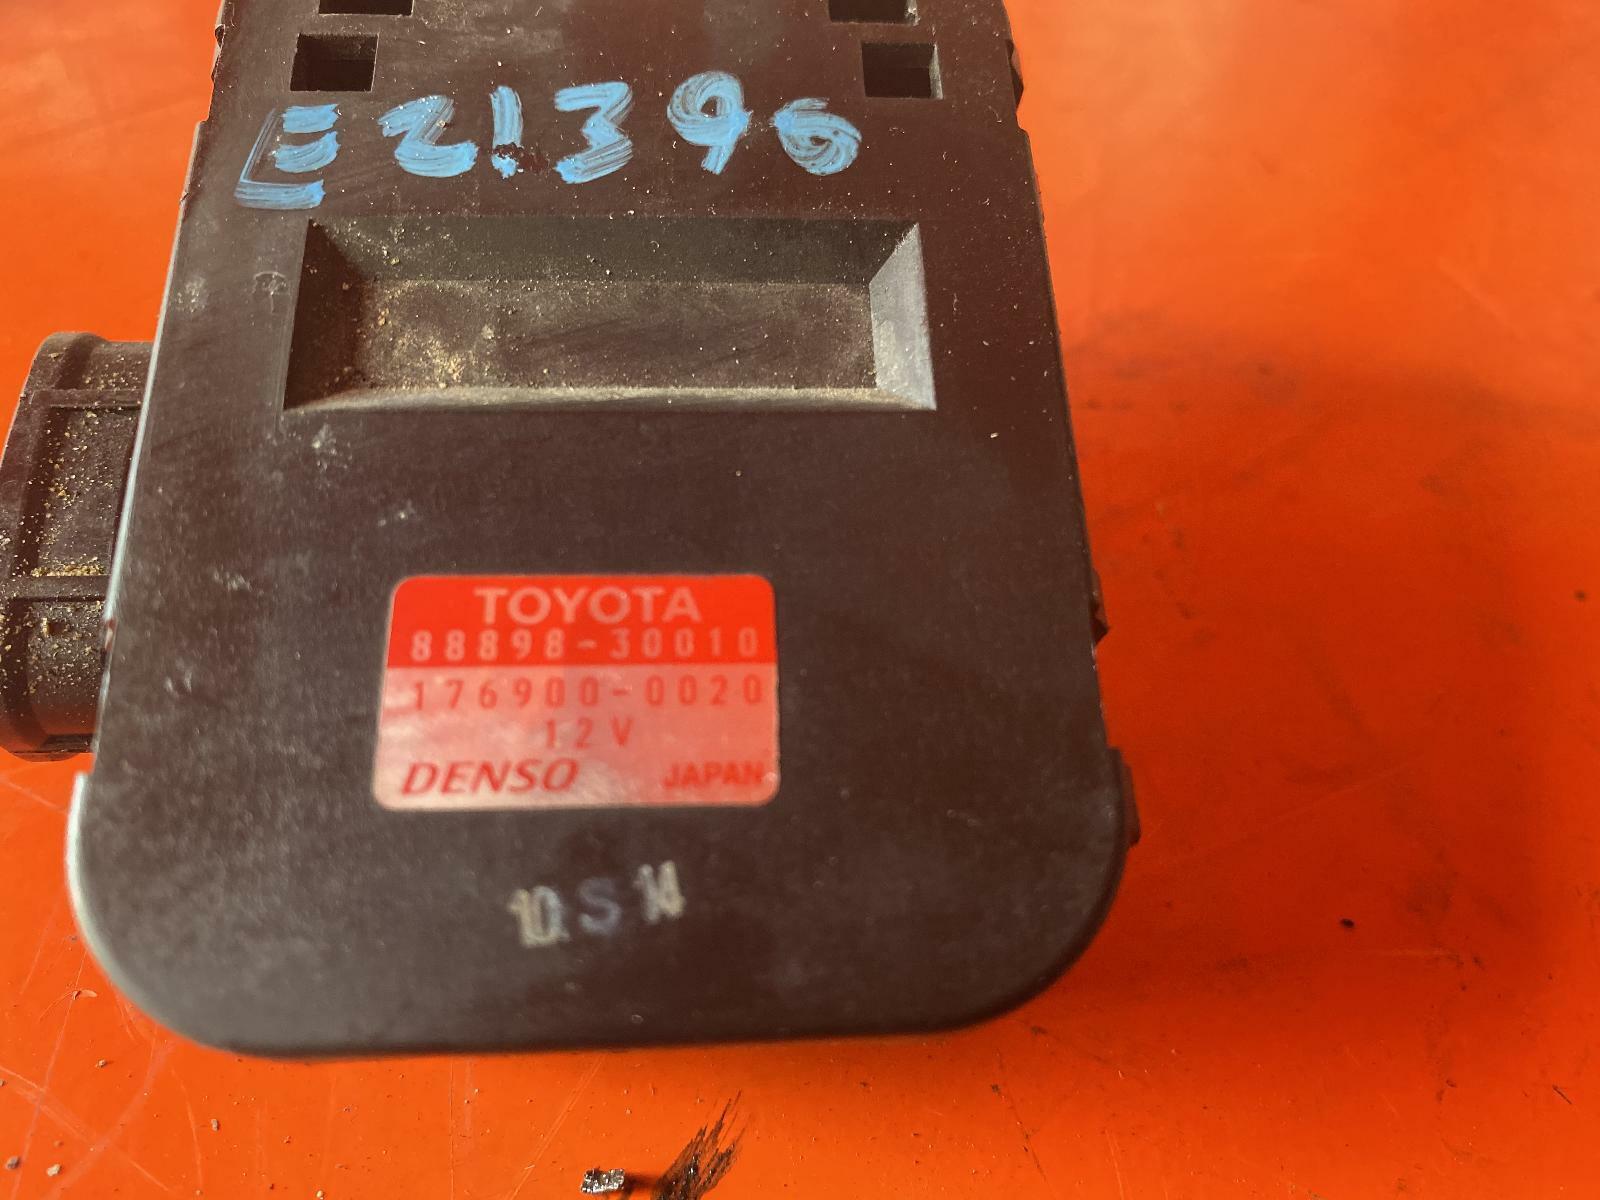 E21396
TOYOTA
88898-30010
176900-0020
12V
DENSO JAPAN
10 S 14